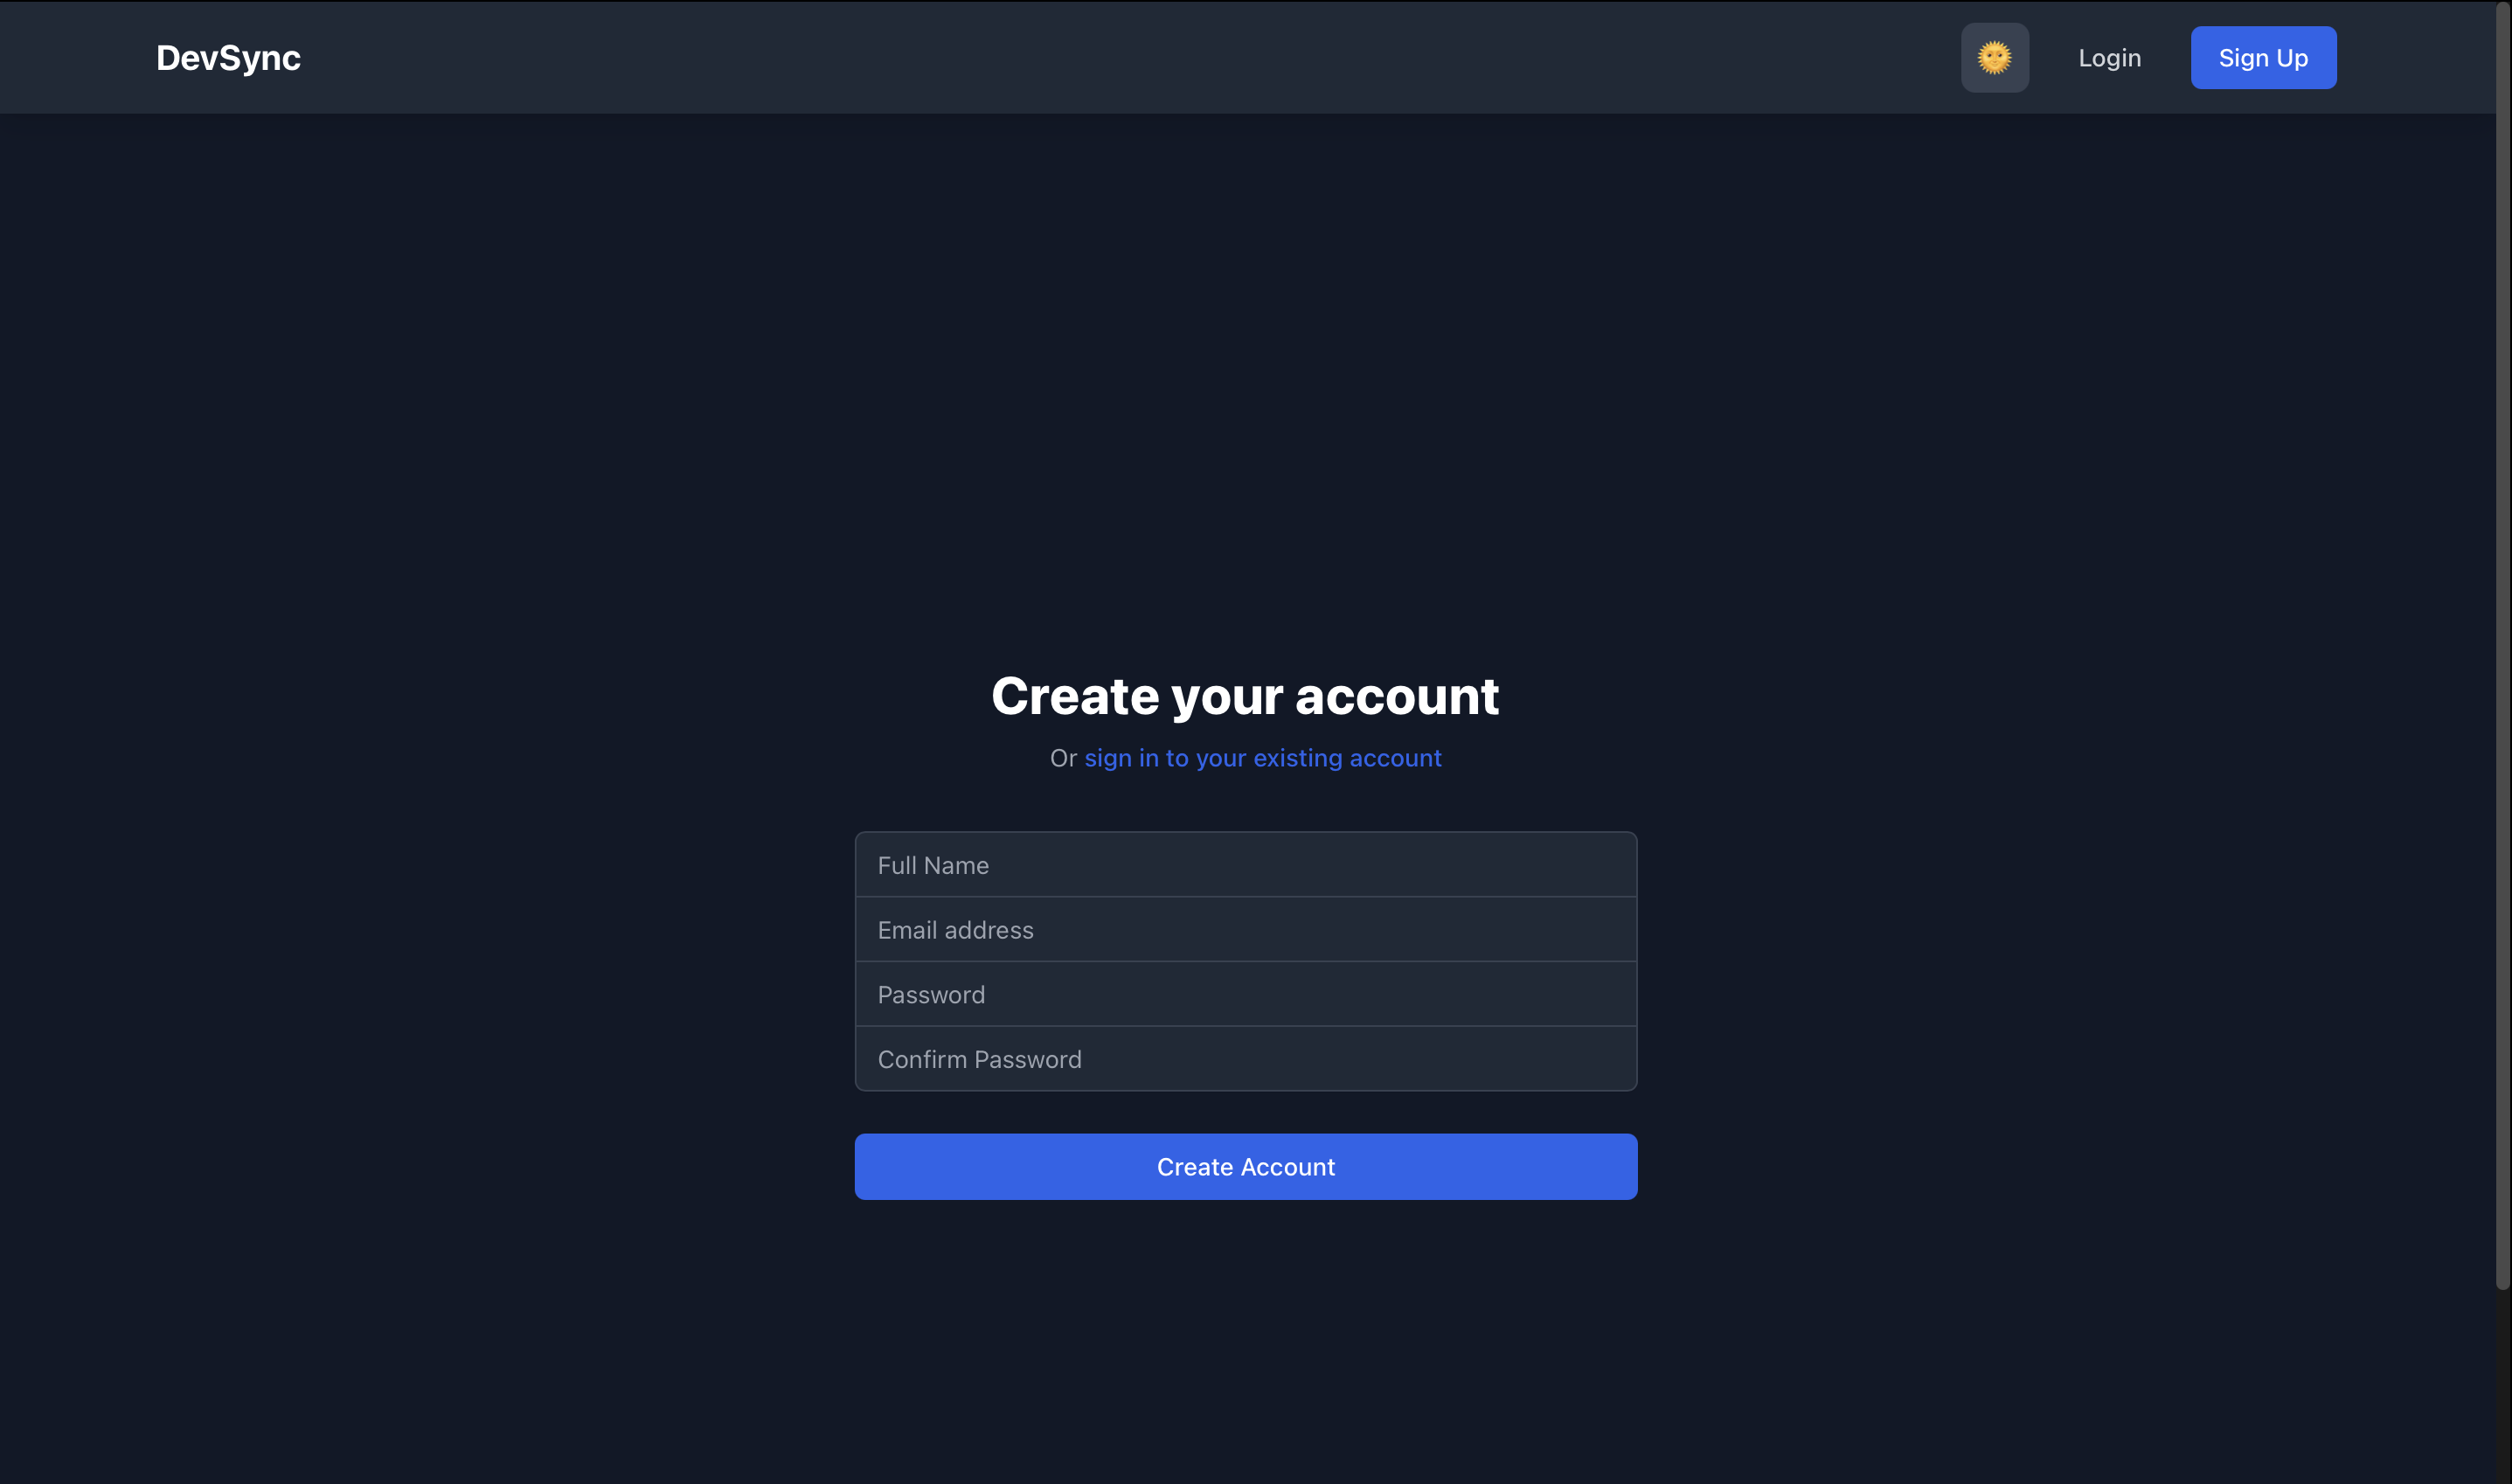 DevSync
Login
Sign Up
Create your account
Or sign in to your existing account
Full Name
Email address
Password
Confirm Password
Create Account